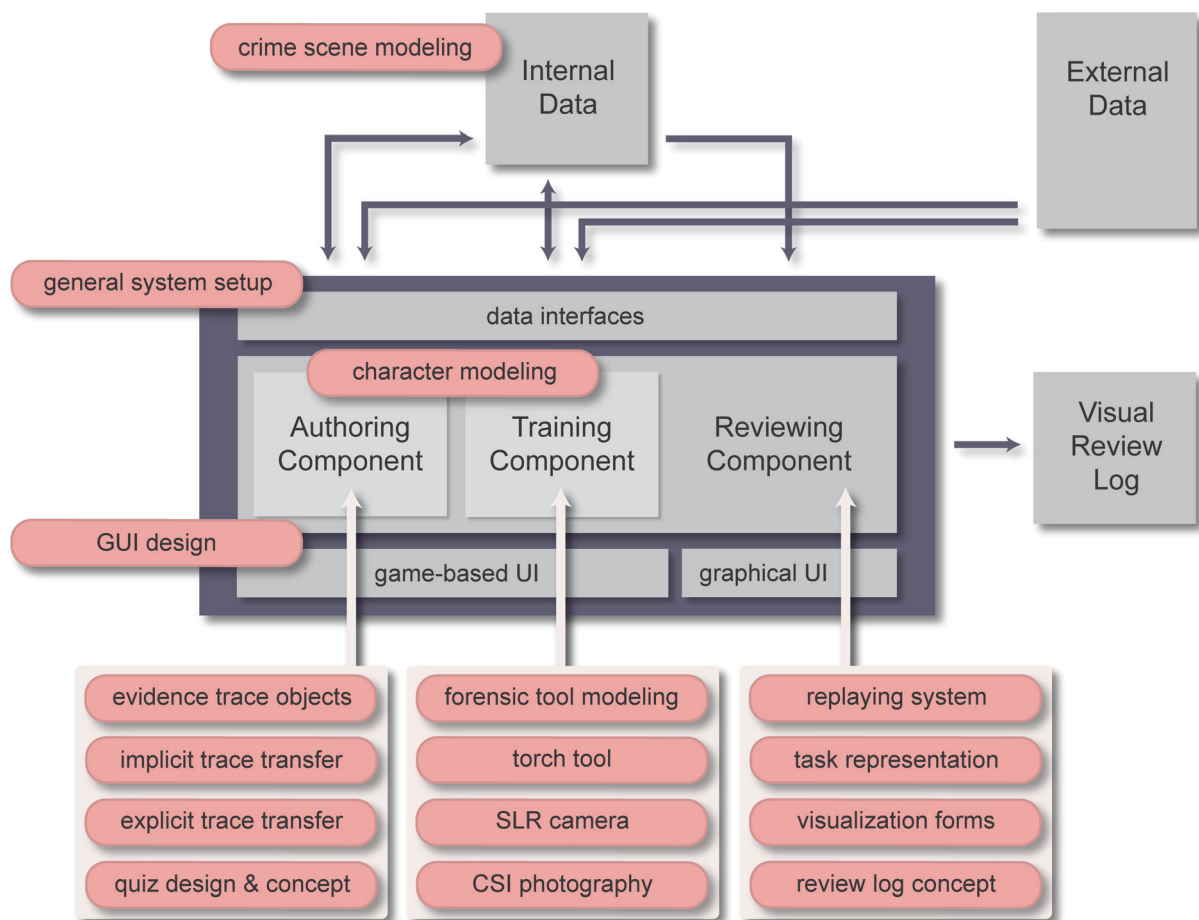 crime scene modeling
Internal
Data
External
Data
general system setup
data interfaces
character modeling
Authoring
Component
Training
Component
Reviewing
Component
Visual
Review
Log
GUI design
game-based UI
graphical UI
evidence trace objects
implicit trace transfer
explicit trace transfer
quiz design & concept
forensic tool modeling
torch tool
SLR camera
CSI photography
replaying system
task representation
visualization forms
review log concept